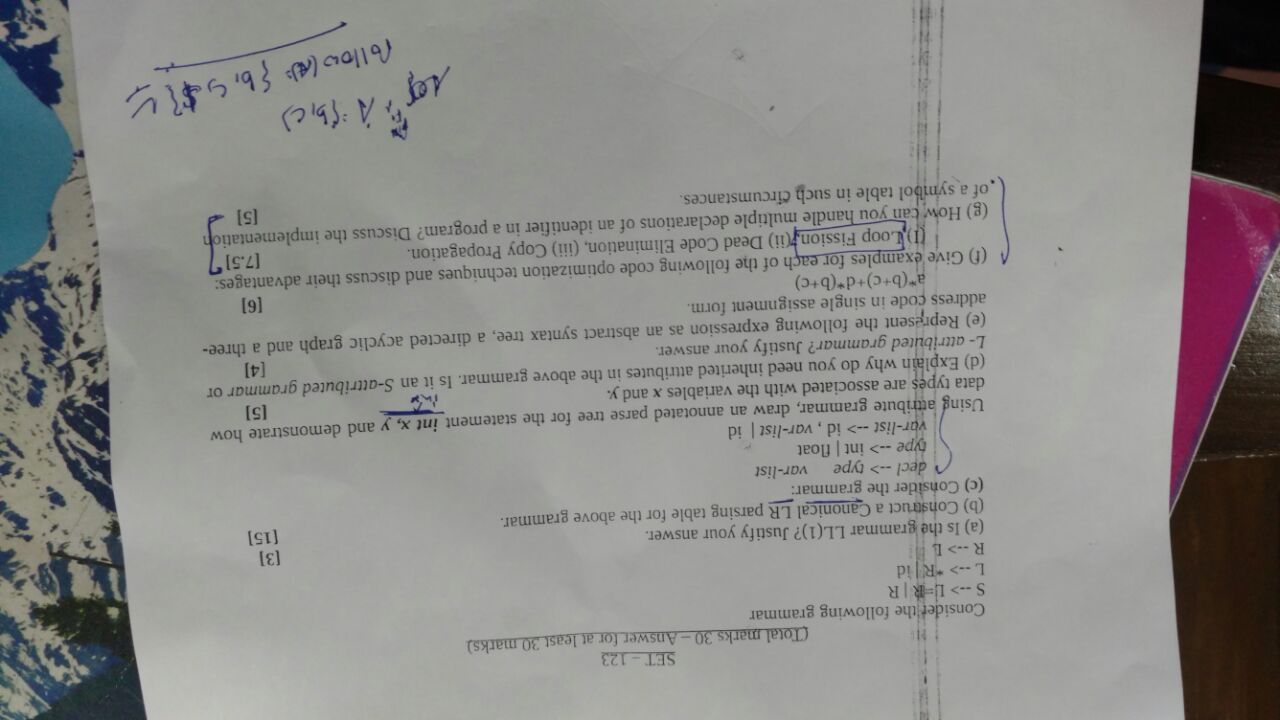 SET – 123
(Total marks 30 – Answer for at least 30 marks)
Consider the following grammar
S --> L=R | R
L --> *R | id
R --> L
(a) Is the grammar LL(1)? Justify your answer. [3]
(b) Construct a Canonical LR parsing table for the above grammar. [15]
(c) Consider the grammar:
decl --> type var-list
type --> int | float
var-list --> id , var-list | id
Using attribute grammar, draw an annotated parse tree for the statement int x, y and demonstrate how
data types are associated with the variables x and y. [5]
(d) Explain why do you need inherited attributes in the above grammar. Is it an S-attributed grammar or
L- attributed grammar? Justify your answer. [4]
(e) Represent the following expression as an abstract syntax tree, a directed acyclic graph and a three-
address code in single assignment form.
a*(b+c)+d*(b+c) [6]
(f) Give examples for each of the following code optimization techniques and discuss their advantages:
(I) Loop Fission, (ii) Dead Code Elimination, (iii) Copy Propagation. [7.5]
(g) How can you handle multiple declarations of an identifier in a program? Discuss the implementation
of a symbol table in such circumstances. [5]
A : {b, c}
Follow = {b, c, $}